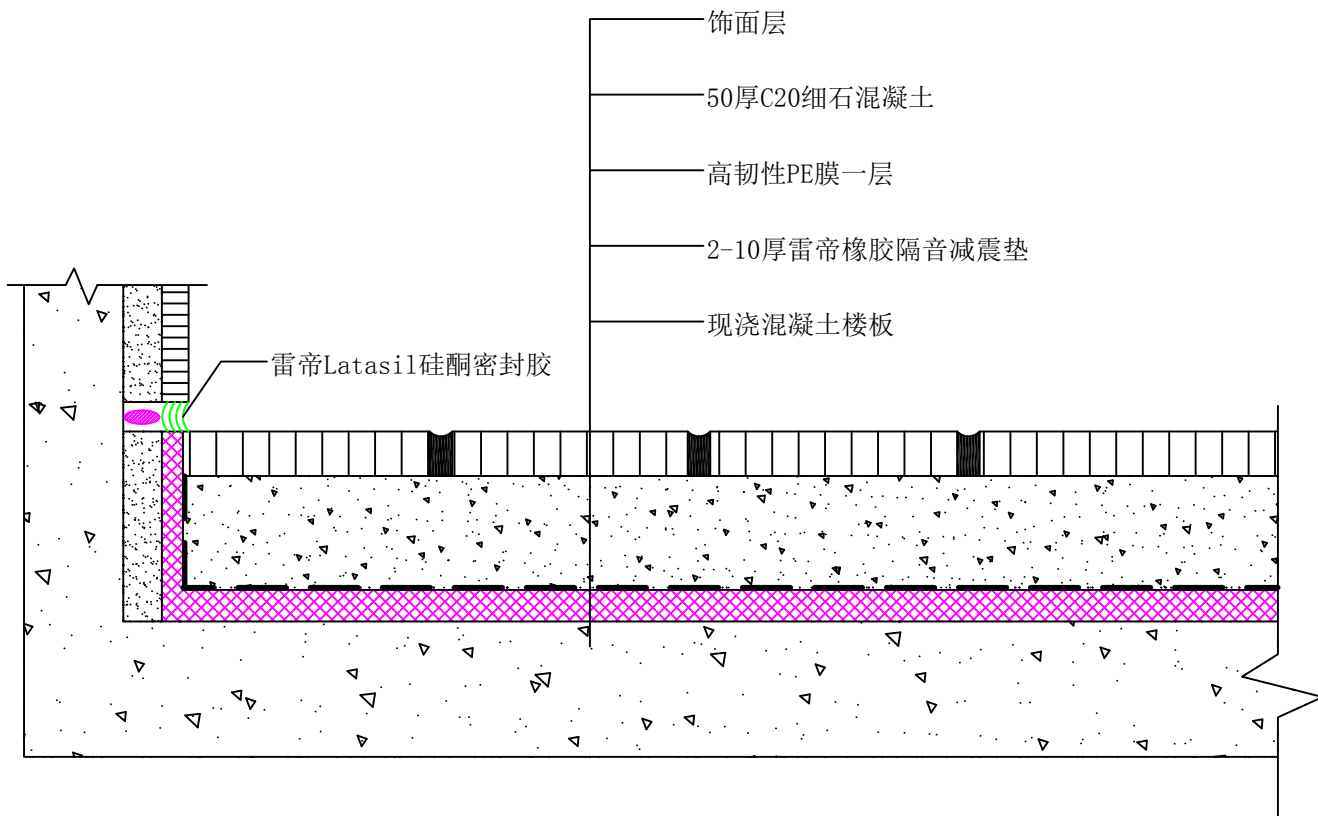 饰面层
50厚C20细石混凝土
高韧性PE膜一层
2-10厚雷帝橡胶隔音减震垫
现浇混凝土楼板
雷帝Latasil硅酮密封胶